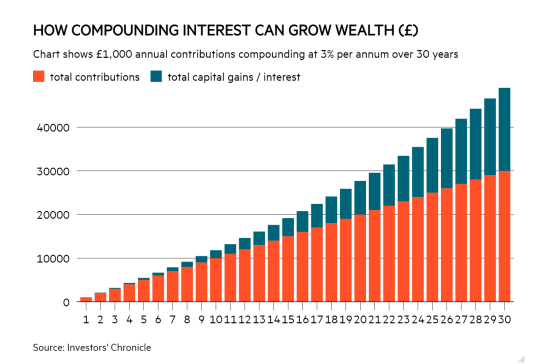 HOW COMPOUNDING INTEREST CAN GROW WEALTH (£)
Chart shows £1,000 annual contributions compounding at 3% per annum over 30 years
total contributions total capital gains / interest
40000
30000
20000
10000
0
1 2 3 4 5 6 7 8 9 10 11 12 13 14 15 16 17 18 19 20 21 22 23 24 25 26 27 28 29 30
Source: Investors' Chronicle